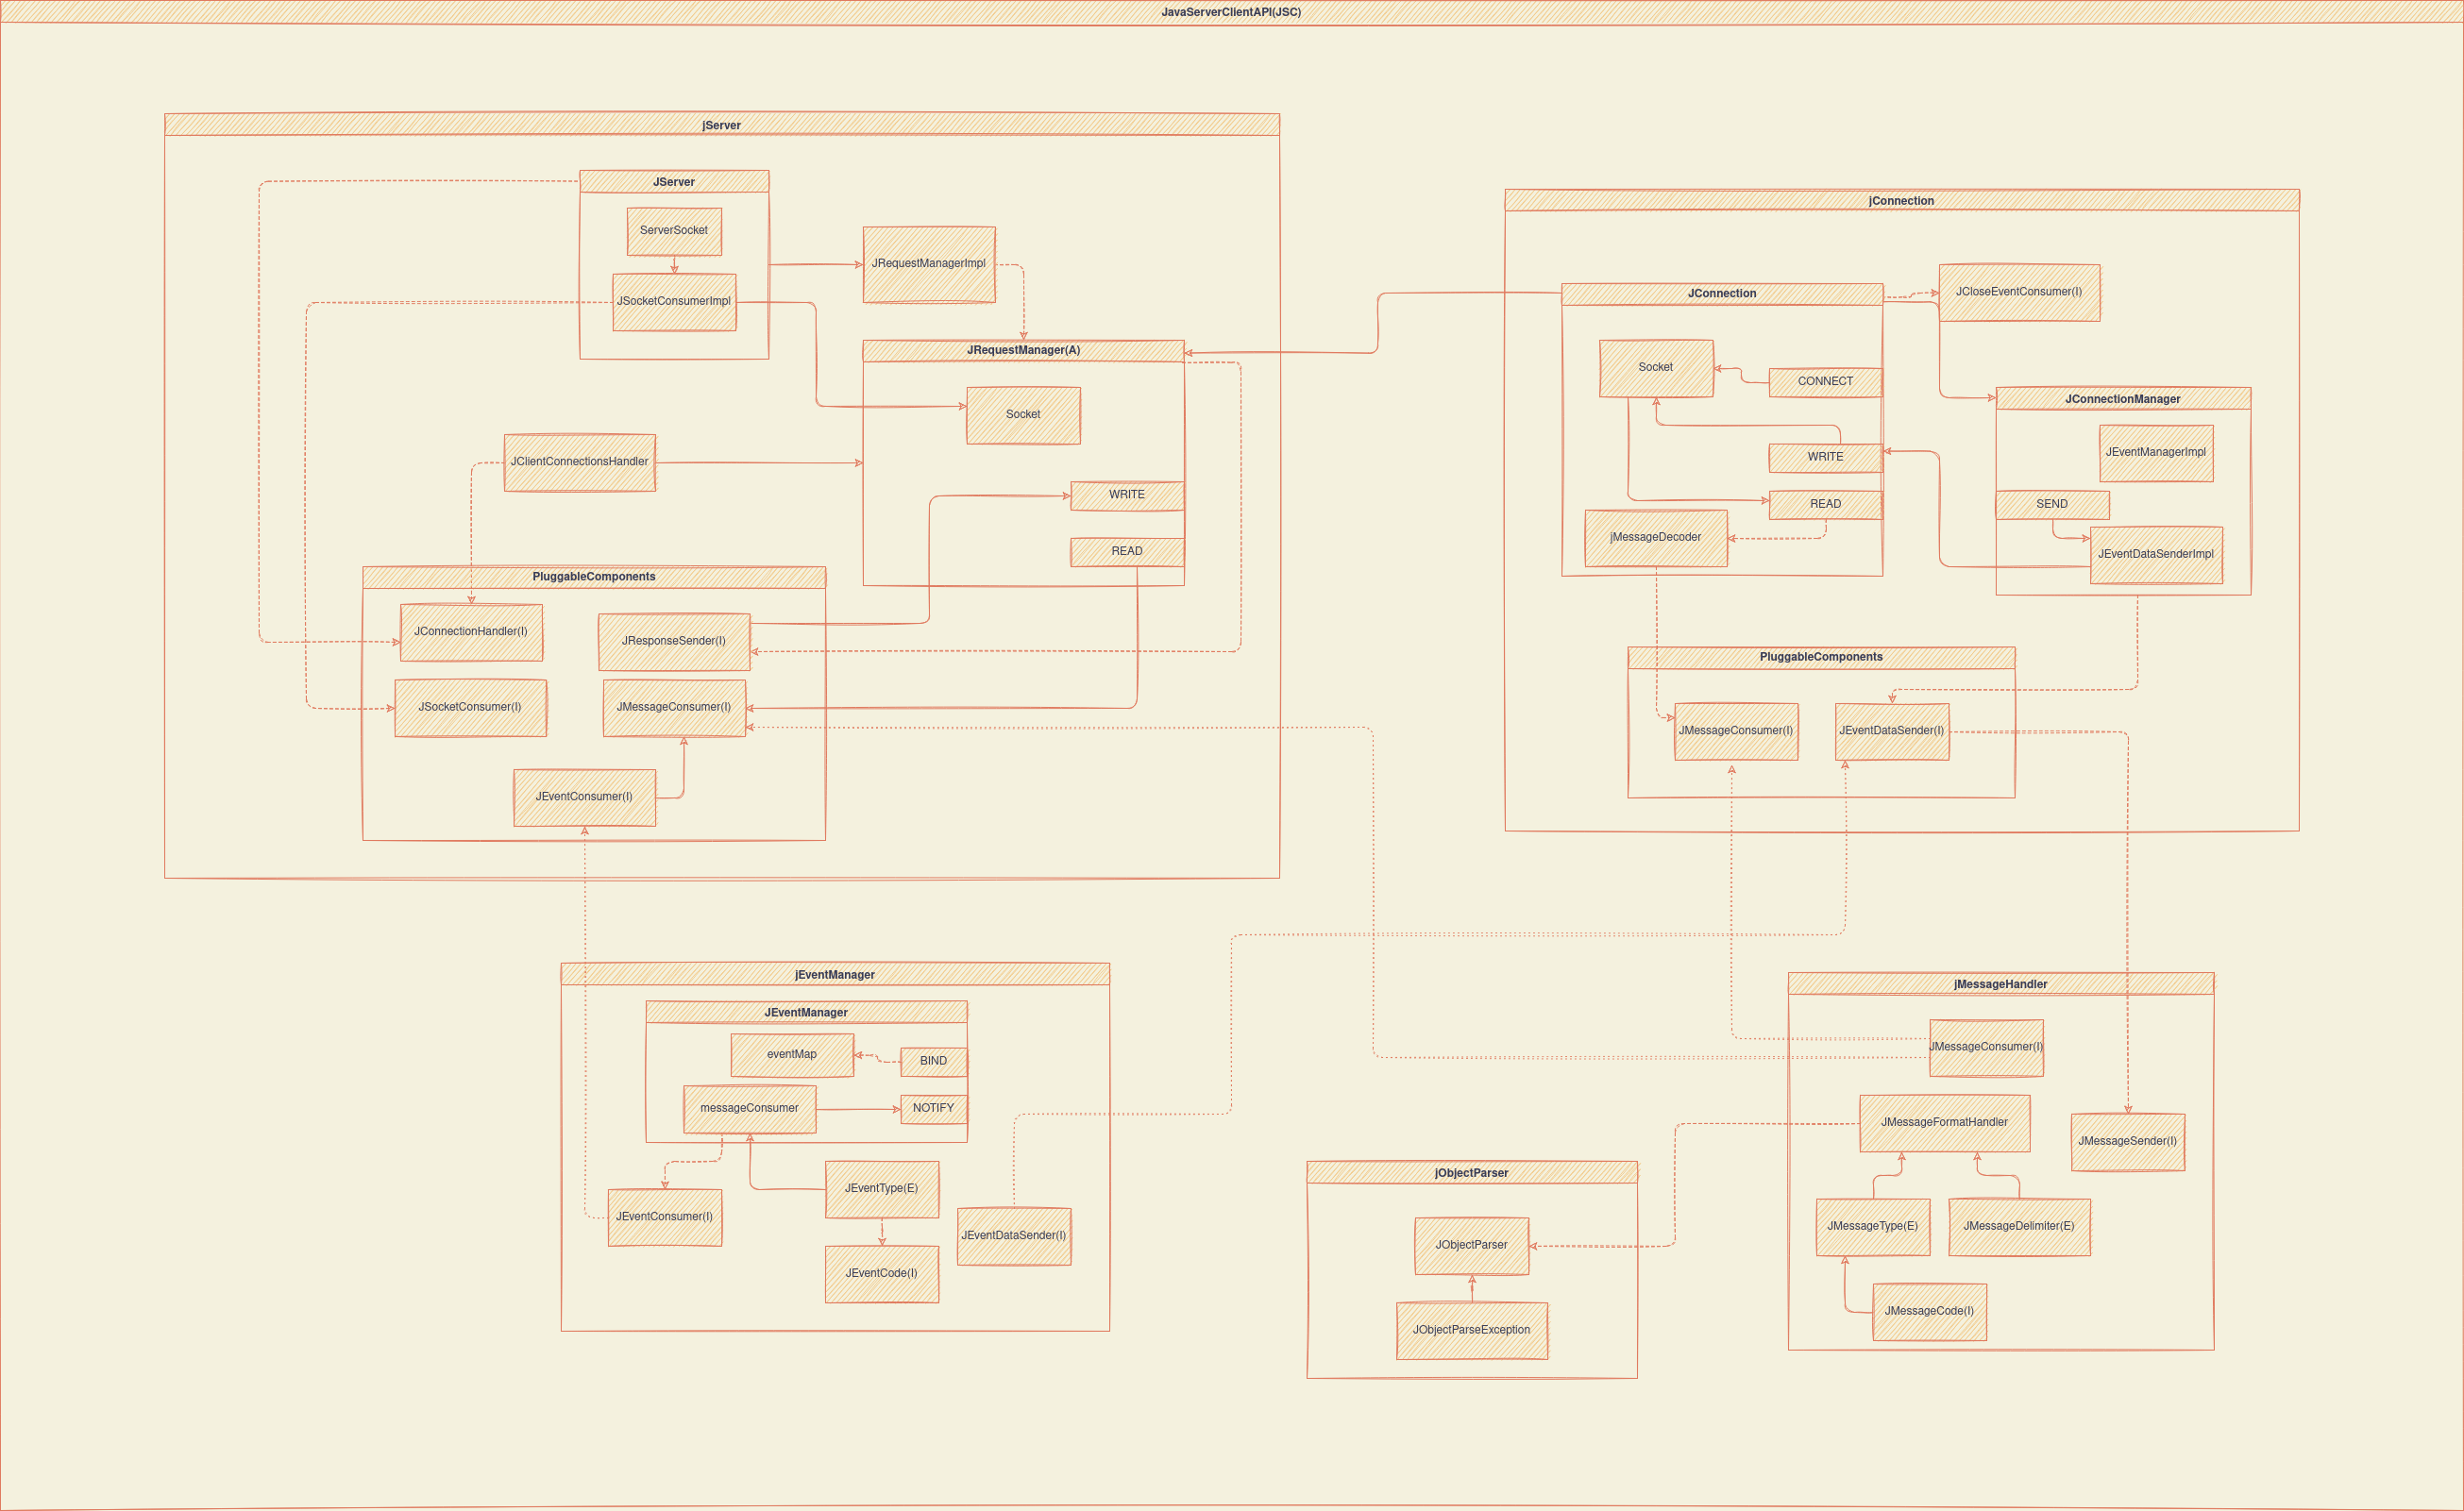 JavaServerClientAPI(JSC)
jServer
JServer
ServerSocket
JSocketConsumerImpl
JRequestManagerImpl
JRequestManager(A)
Socket
WRITE
READ
JClientConnectionsHandler
PluggableComponents
JConnectionHandler(I)
JResponseSender(I)
JSocketConsumer(I)
JMessageConsumer(I)
JEventConsumer(I)
jConnection
JConnection
JCloseEventConsumer(I)
Socket
CONNECT
WRITE
READ
jMessageDecoder
JConnectionManager
JEventManagerImpl
SEND
JEventDataSenderImpl
PluggableComponents
JMessageConsumer(I)
JEventDataSender(I)
jEventManager
JEventManager
eventMap
BIND
messageConsumer
NOTIFY
JEventType(E)
JEventConsumer(I)
JEventDataSender(I)
JEventCode(I)
jObjectParser
JObjectParser
JObjectParseException
jMessageHandler
JMessageConsumer(I)
JMessageFormatHandler
JMessageSender(I)
JMessageType(E)
JMessageDelimiter(E)
JMessageCode(I)